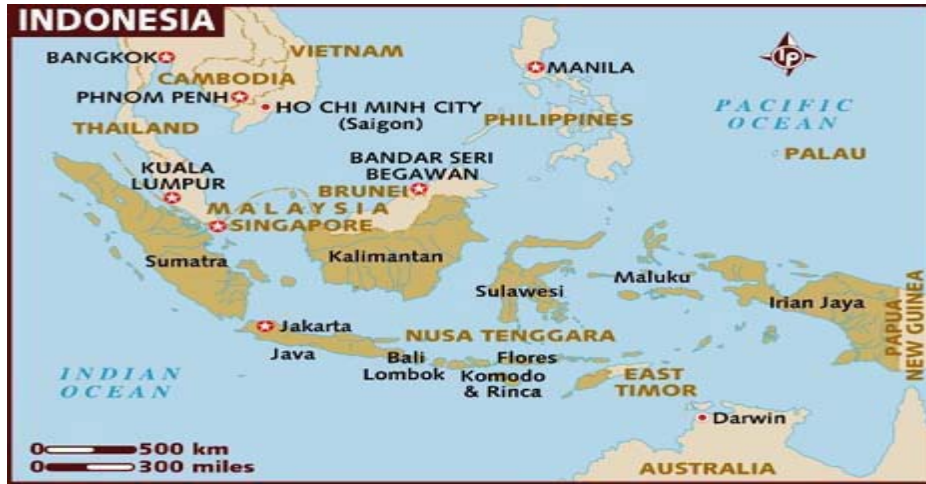 INDONESIA
BANGKOK
VIETNAM
CAMBODIA
PHNOM PENH
HO CHI MINH CITY
(Saigon)
THAILAND
MANILA
PHILIPPINES
lp
PACIFIC
OCEAN
PALAU
KUALA
LUMPUR
BANDAR SERI
BEGAWAN
BRUNEI
MALAYSIA
SINGAPORE
Sumatra
Kalimantan
Sulawesi
Maluku
Irian Jaya
PAPUA
NEW GUINEA
Jakarta
Java
NUSA TENGGARA
Bali
Lombok
Flores
Komodo
& Rinca
EAST
TIMOR
INDIAN
OCEAN
Darwin
AUSTRALIA
0 500 km
0 300 miles